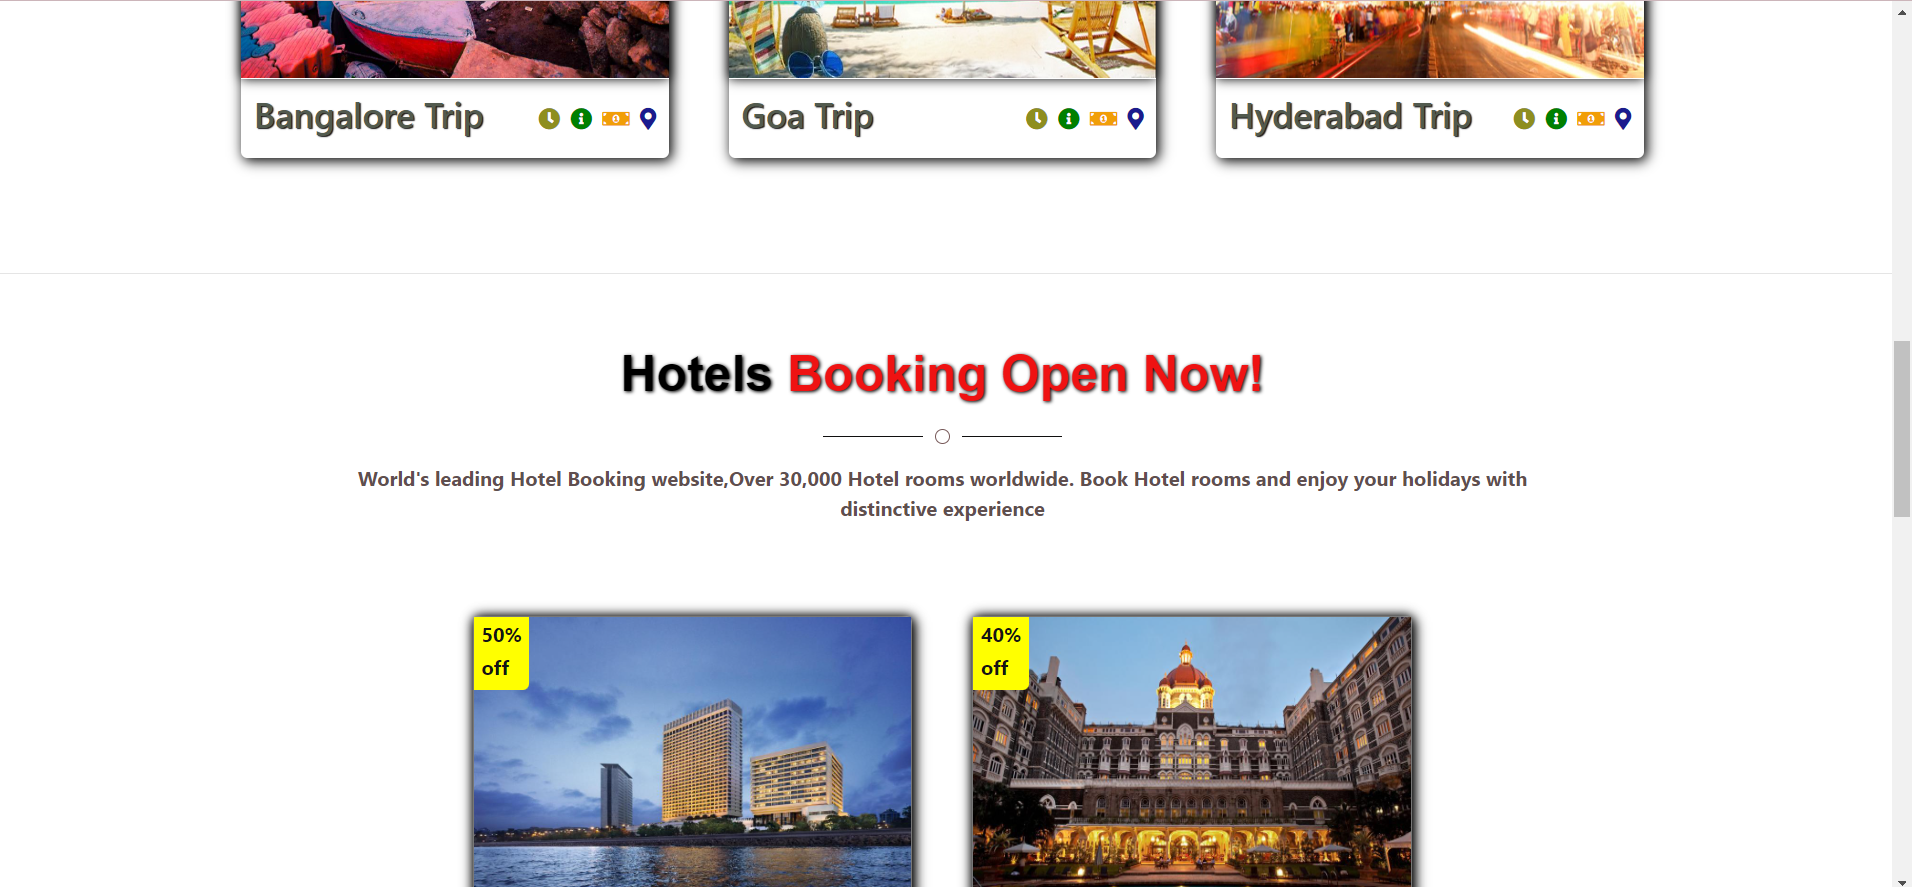 Bangalore Trip
Goa Trip
Hyderabad Trip
Hotels Booking Open Now!
World's leading Hotel Booking website,Over 30,000 Hotel rooms worldwide. Book Hotel rooms and enjoy your holidays with
distinctive experience
50%
off
40%
off